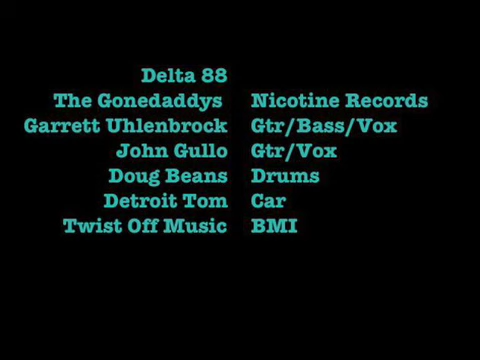 Delta 88
The Gonedaddys Nicotine Records
Garrett Uhlenbrock Gtr/Bass/Vox
John Gullo Gtr/Vox
Doug Beans Drums
Detroit Tom Car
Twist Off Music BMI